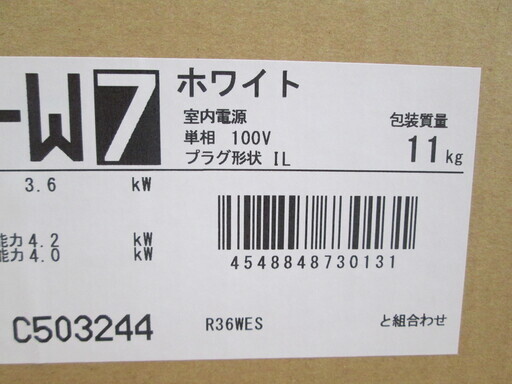 -W7 ホワイト
室内電源
単相 100V
プラグ形状 IL
包装質量
11kg
3.6 kW
能力4.2 kW
能力4.0 kW
4548848730131
C503244
R36WES
と組合わせ